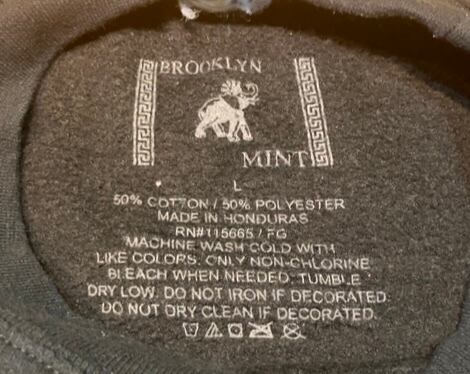 BROOKLYN
MINT
L
50% COTTON / 50% POLYESTER
MADE IN HONDURAS
RN#115665 / FG
MACHINE WASH COLD WITH
LIKE COLORS. ONLY NON-CHLORINE
BLEACH WHEN NEEDED. TUMBLE
DRY LOW. DO NOT IRON IF DECORATED.
DO NOT DRY CLEAN IF DECORATED.